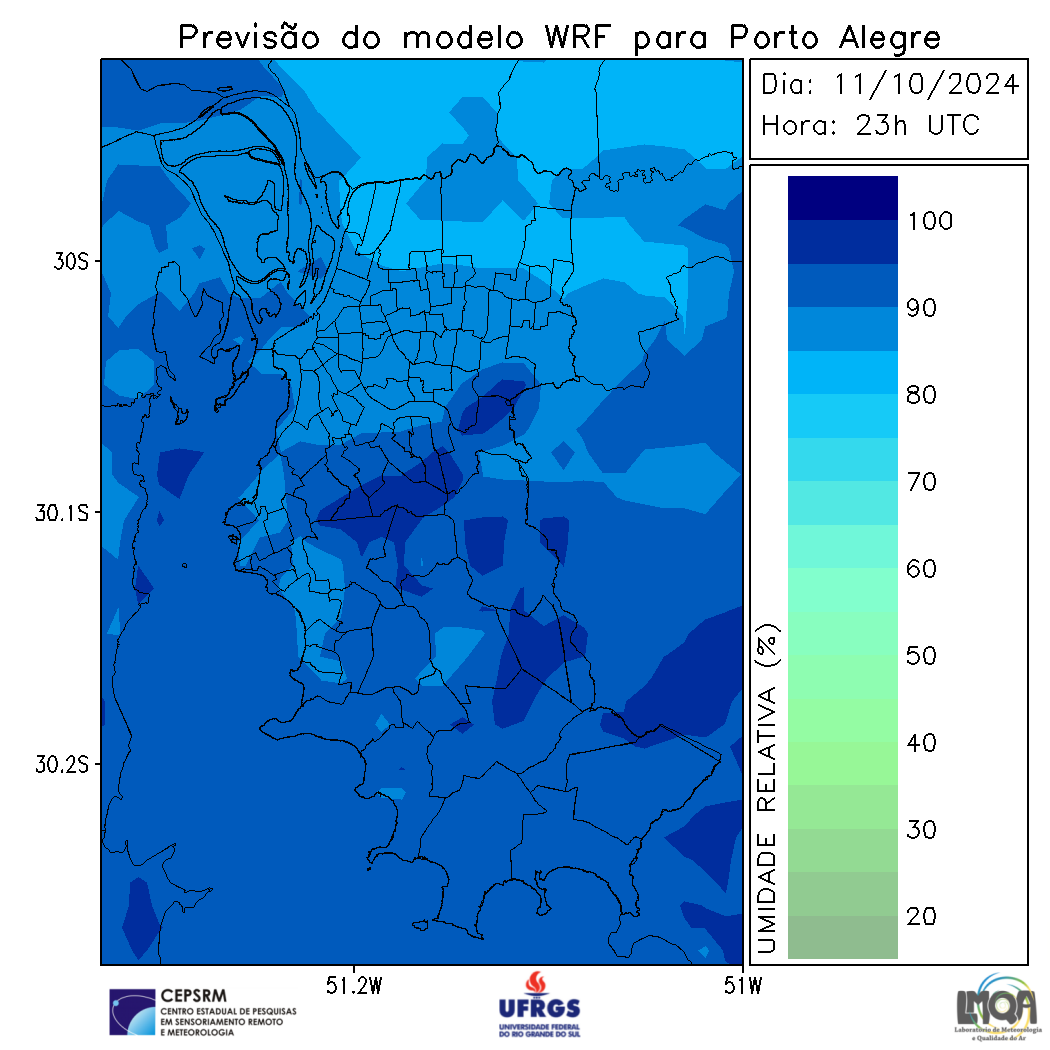 Previsão do modelo WRF para Porto Alegre
Dia: 11/10/2024
Hora: 23h UTC
100
90
80
70
60
50
40
30
20
UMIDADE RELATIVA (%)
30S
30.1S
30.2S
51.2W
51W
CEPSRM
CENTRO ESTADUAL DE PESQUISAS
EM SENSORIAMENTO REMOTO
E METEOROLOGIA
UFRGS
UNIVERSIDADE FEDERAL
DO RIO GRANDE DO SUL
LMQA
Laboratório de Meteorologia
e Qualidade do Ar